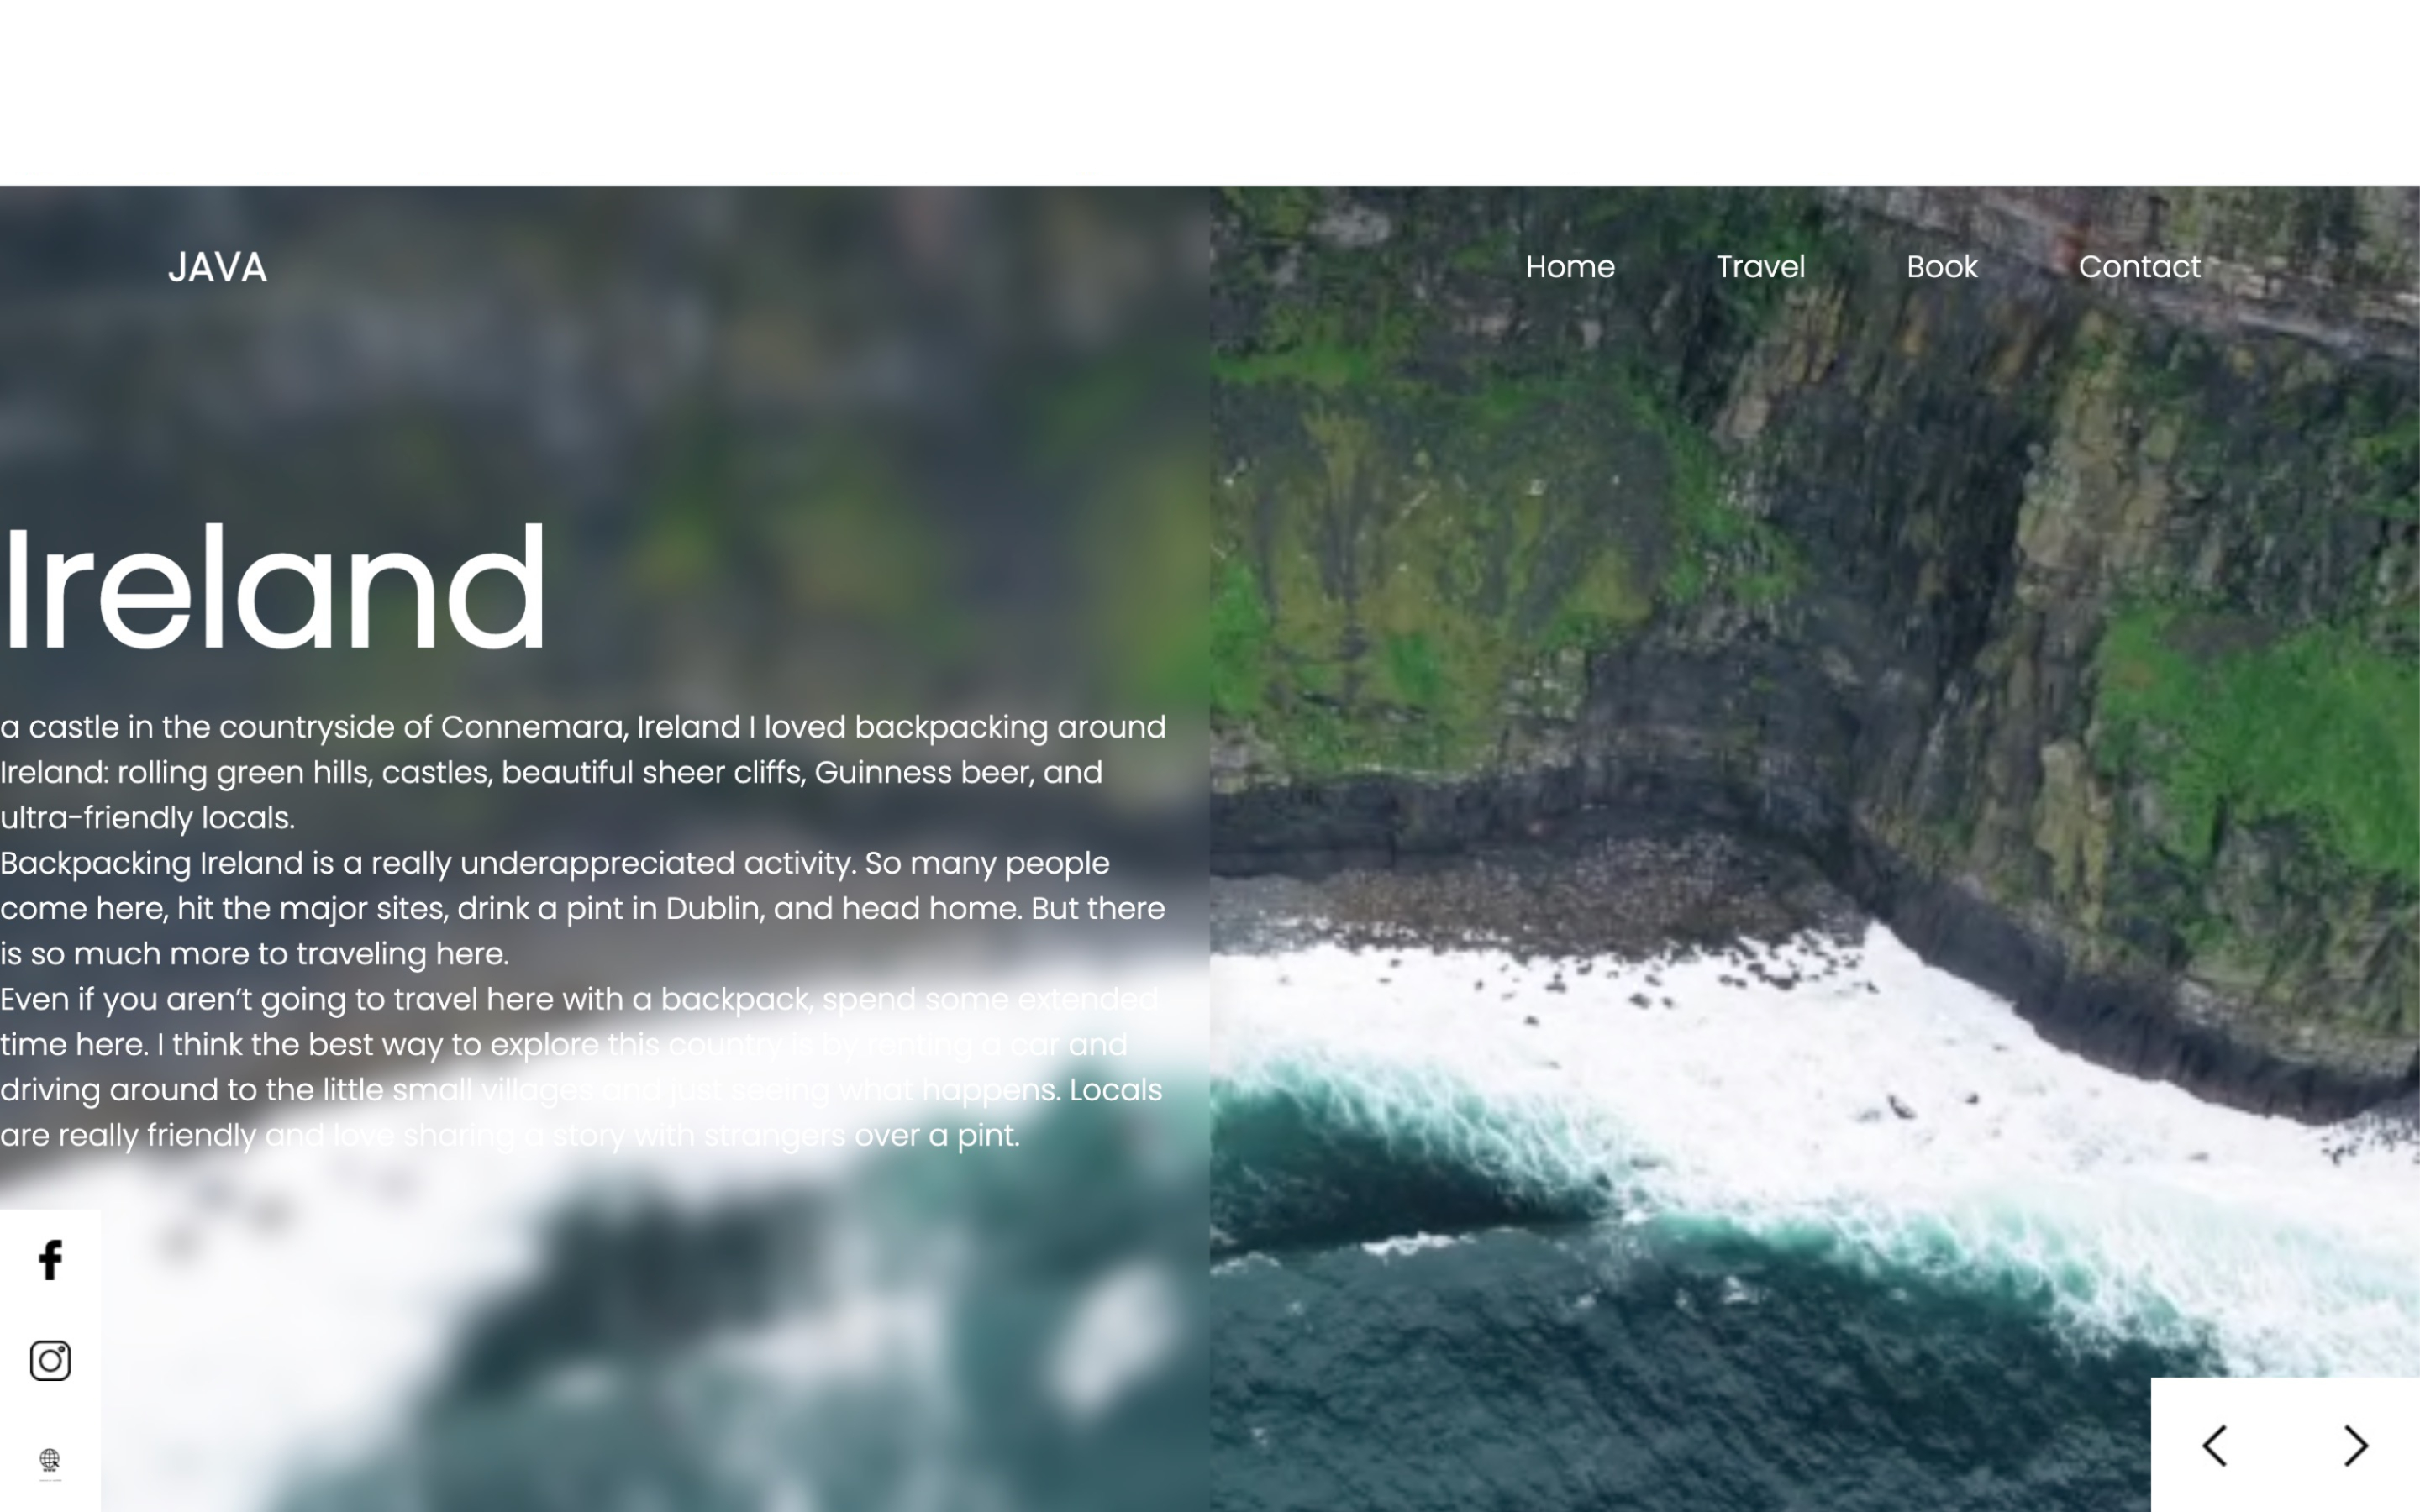 JAVA
Home Travel Book Contact
Ireland
a castle in the countryside of Connemara, Ireland I loved backpacking around
Ireland: rolling green hills, castles, beautiful sheer cliffs, Guinness beer, and
ultra-friendly locals.
Backpacking Ireland is a really underappreciated activity. So many people
come here, hit the major sites, drink a pint in Dublin, and head home. But there
is so much more to traveling here.
Even if you aren’t going to travel here with a backpack, spend some extended
time here. I think the best way to explore this country is by renting a car and
driving around to the little small villages and just seeing what happens. Locals
are really friendly and love sharing a story with strangers over a pint.